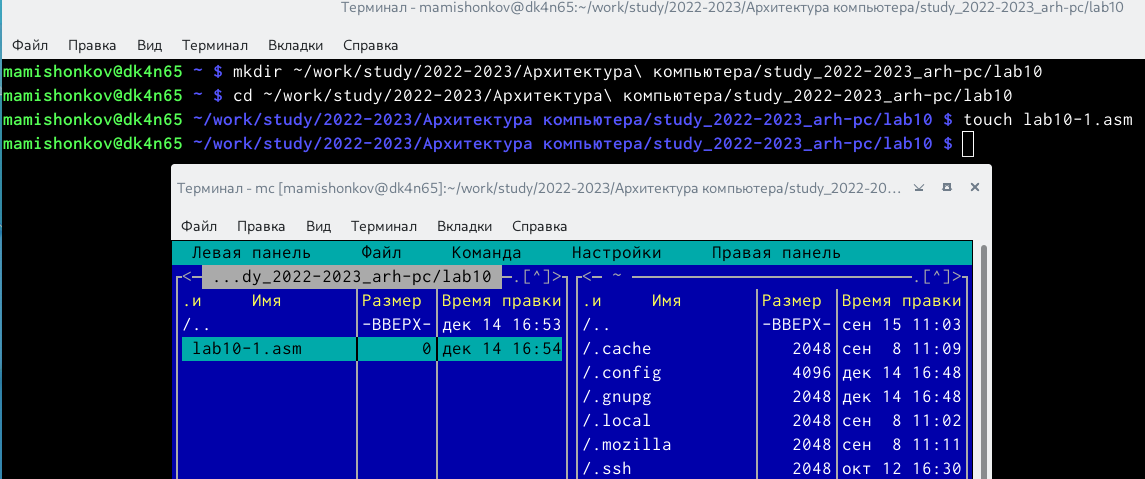 Терминал - mamishonkov@dk4n65:~/work/study/2022-2023/Архитектура компьютера/study_2022-2023_arh-pc/lab10
Файл Правка Вид Терминал Вкладки Справка
mamishonkov@dk4n65 ~ $ mkdir ~/work/study/2022-2023/Архитектура\ компьютера/study_2022-2023_arh-pc/lab10
mamishonkov@dk4n65 ~ $ cd ~/work/study/2022-2023/Архитектура\ компьютера/study_2022-2023_arh-pc/lab10
mamishonkov@dk4n65 ~/work/study/2022-2023/Архитектура компьютера/study_2022-2023_arh-pc/lab10 $ touch lab10-1.asm
mamishonkov@dk4n65 ~/work/study/2022-2023/Архитектура компьютера/study_2022-2023_arh-pc/lab10 $
Терминал - mc [mamishonkov@dk4n65]:~/work/study/2022-2023/Архитектура компьютера/study_2022-20...
Файл Правка Вид Терминал Вкладки Справка
Левая панель Файл Команда Настройки Правая панель
<— ...dy_2022-2023_arh-pc/lab10 —.[^]> <— ~ —.[^]>
.и Имя Размер Время правки .и Имя Размер Время правки
/.. -ВВЕРХ- дек 14 16:53 /.. -ВВЕРХ- сен 15 11:03
lab10-1.asm 0 дек 14 16:54 /.cache 2048 сен 8 11:09
/.config 4096 дек 14 16:48
/.gnupg 2048 дек 14 16:48
/.local 2048 сен 8 11:02
/.mozilla 2048 сен 8 11:11
/.ssh 2048 окт 12 16:30